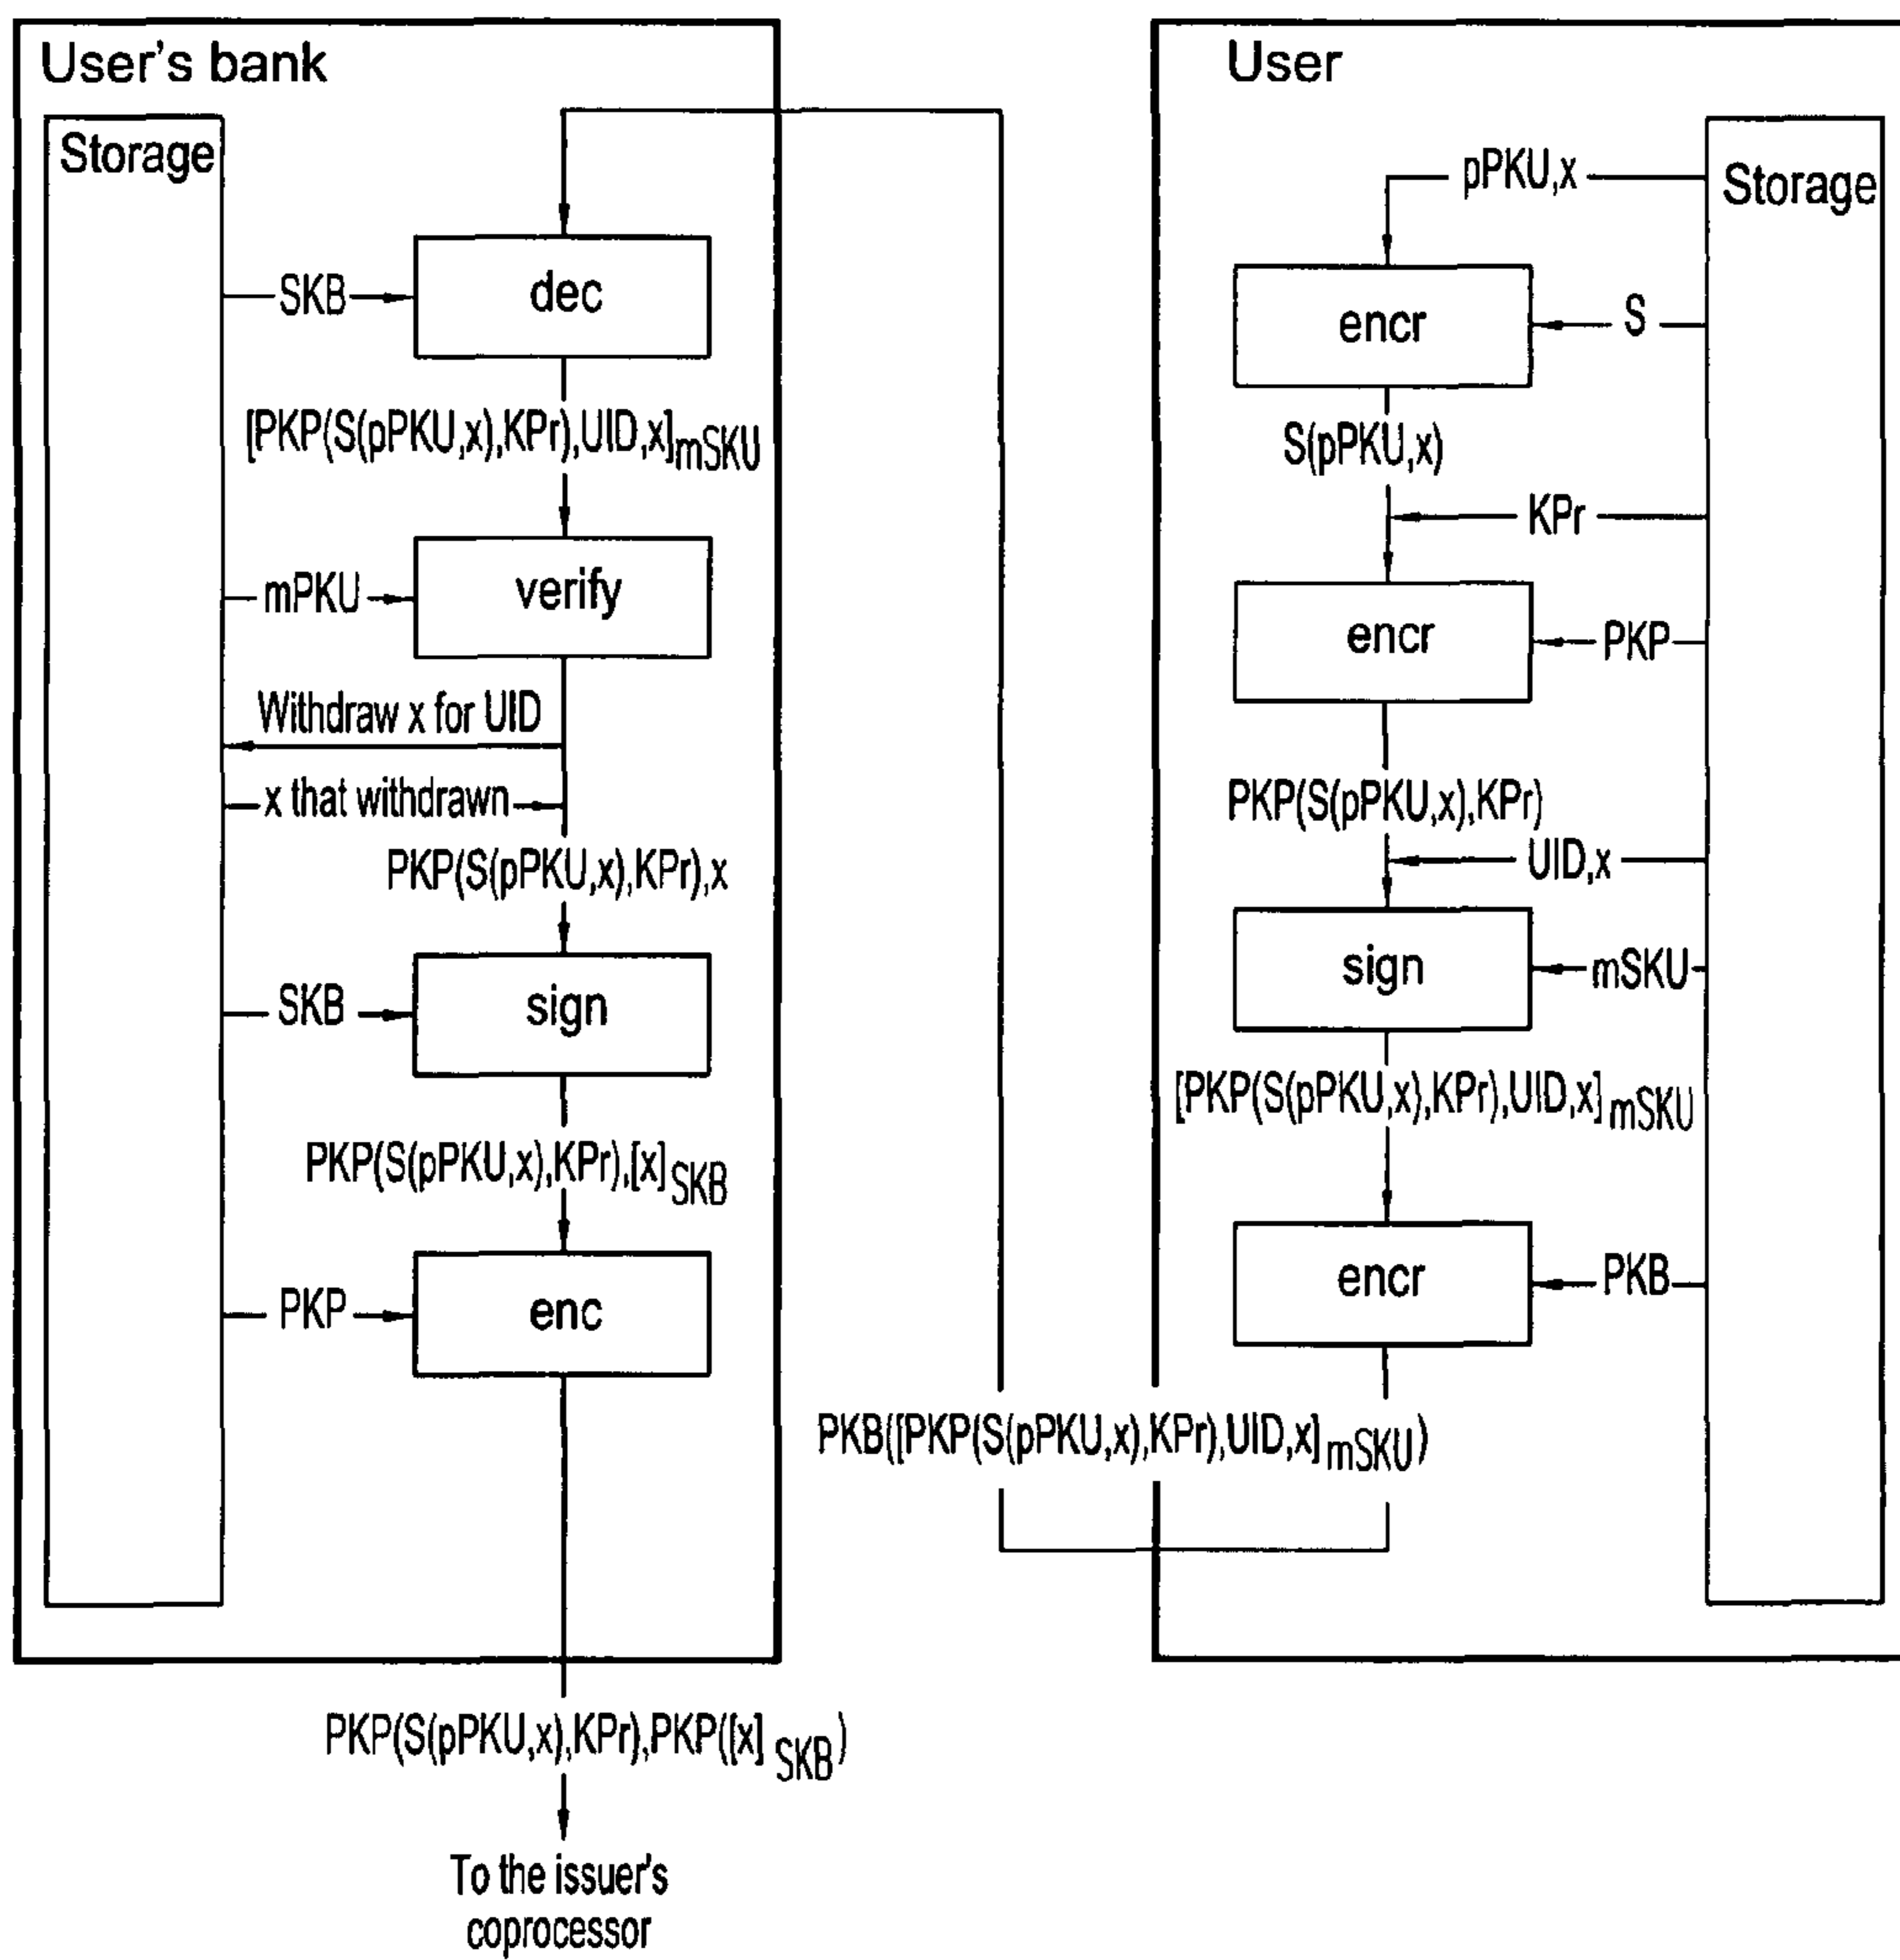 User's bank
Storage
dec
SKB
[PKP(S(pPKU,x),KPr),UID,x]mSKU
mPKU
verify
Withdraw x for UID
x that withdrawn
PKP(S(pPKU,x),KPr),x
SKB
sign
PKP(S(pPKU,x),KPr),[x]SKB
PKP
enc
PKP(S(pPKU,x),KPr),PKP([x]SKB)
To the issuer's
coprocessor
User
Storage
pPKU,x
encr
S
S(pPKU,x)
KPr
encr
PKP
PKP(S(pPKU,x),KPr)
UID,x
sign
mSKU
[PKP(S(pPKU,x),KPr),UID,x]mSKU
encr
PKB
PKB([PKP(S(pPKU,x),KPr),UID,x]mSKU)